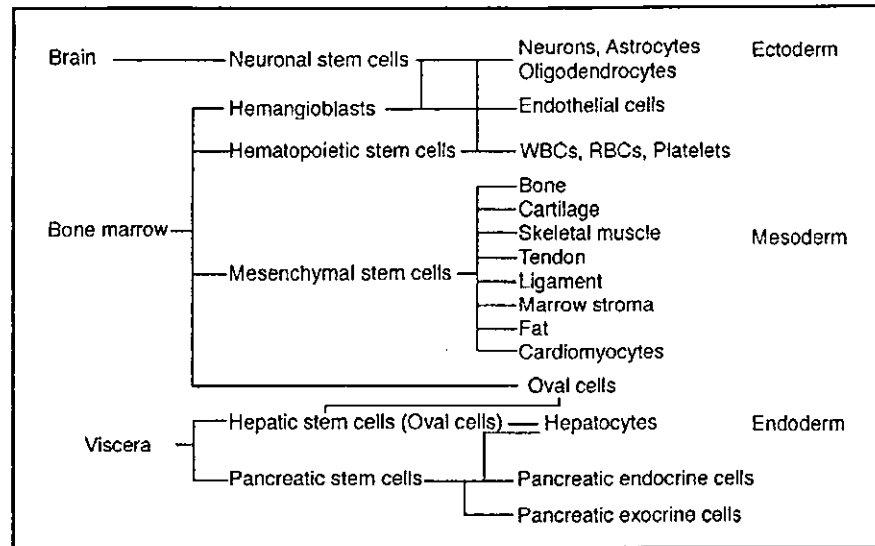 Brain
Neuronal stem cells
Neurons, Astrocytes
Oligodendrocytes
Ectoderm
Hemangioblasts
Endothelial cells
Hematopoietic stem cells
WBCs, RBCs, Platelets
Bone marrow
Mesenchymal stem cells
Bone
Cartilage
Skeletal muscle
Tendon
Ligament
Marrow stroma
Fat
Cardiomyocytes
Mesoderm
Oval cells
Viscera
Hepatic stem cells (Oval cells)
Hepatocytes
Endoderm
Pancreatic stem cells
Pancreatic endocrine cells
Pancreatic exocrine cells